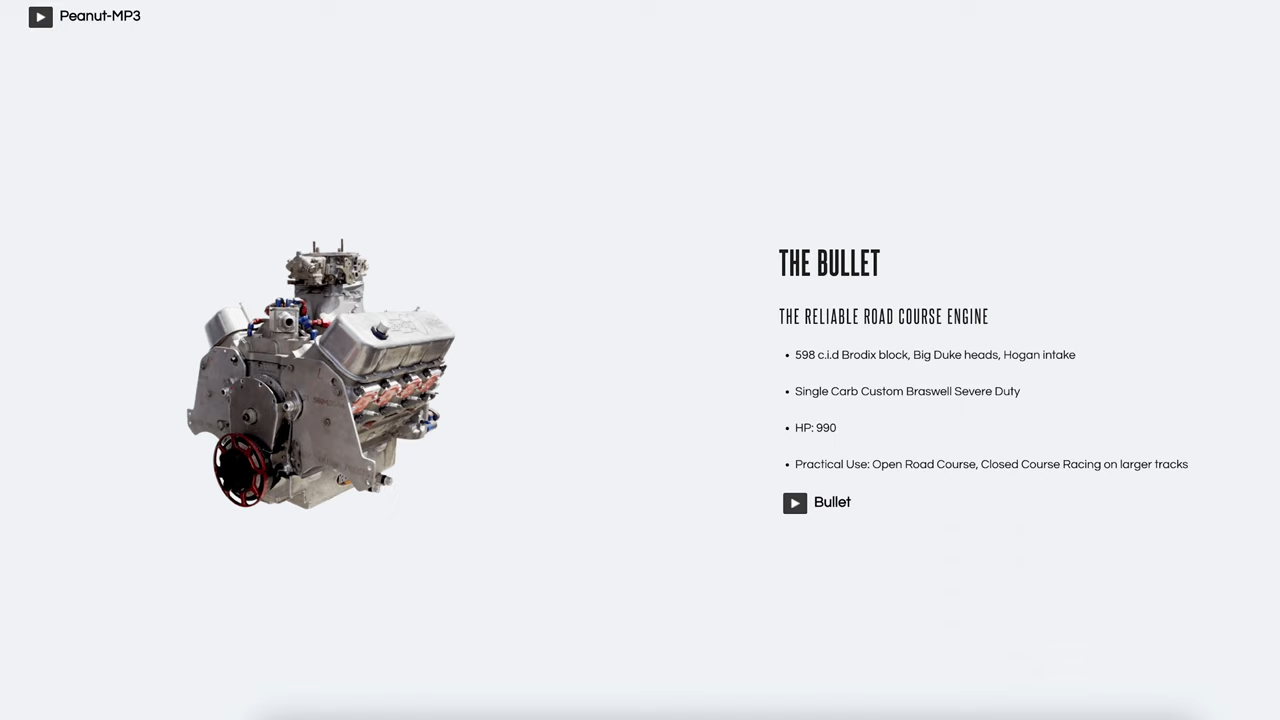 Peanut-MP3
THE BULLET
THE RELIABLE ROAD COURSE ENGINE
• 598 c.i.d Brodix block, Big Duke heads, Hogan intake
• Single Carb Custom Braswell Severe Duty
• HP: 990
• Practical Use: Open Road Course, Closed Course Racing on larger tracks
Bullet